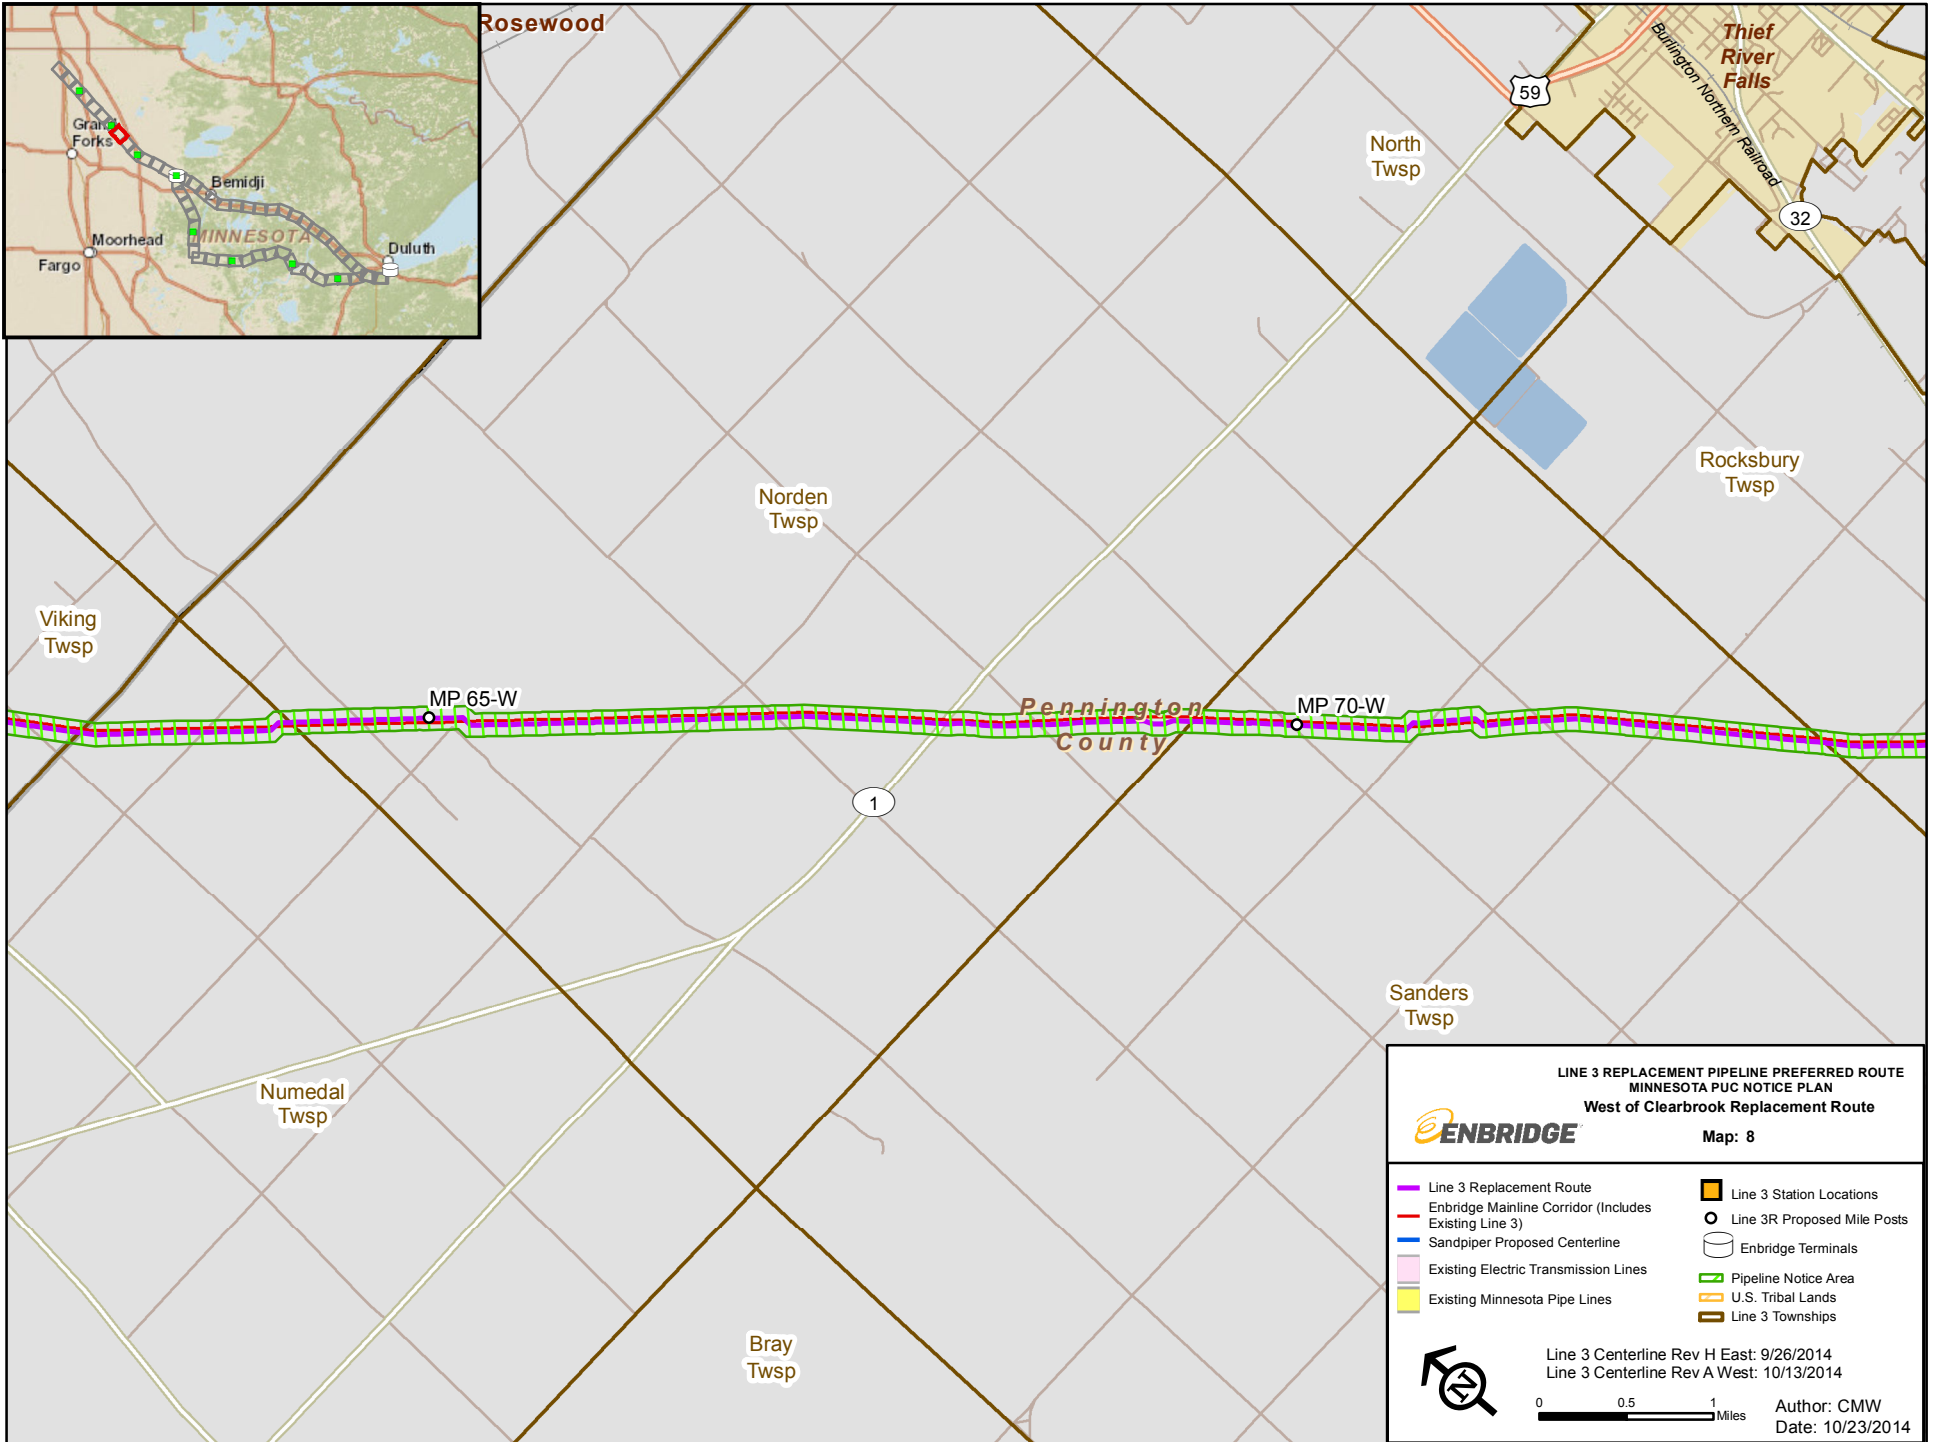 Rosewood
Grand
Forks
Bemidji
MINNESOTA
Moorhead
Fargo
Duluth
Thief
River
Falls
Burlington Northern Railroad
59
32
North
Twsp
Rocksbury
Twsp
Norden
Twsp
Viking
Twsp
MP 65-W
Pennington
County
MP 70-W
1
Sanders
Twsp
Numedal
Twsp
Bray
Twsp
LINE 3 REPLACEMENT PIPELINE PREFERRED ROUTE
MINNESOTA PUC NOTICE PLAN
West of Clearbrook Replacement Route
ENBRIDGE
Map: 8
Line 3 Replacement Route
Enbridge Mainline Corridor (Includes
Existing Line 3)
Sandpiper Proposed Centerline
Existing Electric Transmission Lines
Existing Minnesota Pipe Lines
Line 3 Station Locations
Line 3R Proposed Mile Posts
Enbridge Terminals
Pipeline Notice Area
U.S. Tribal Lands
Line 3 Townships
N
Line 3 Centerline Rev H East: 9/26/2014
Line 3 Centerline Rev A West: 10/13/2014
0 0.5 1
Miles
Author: CMW
Date: 10/23/2014